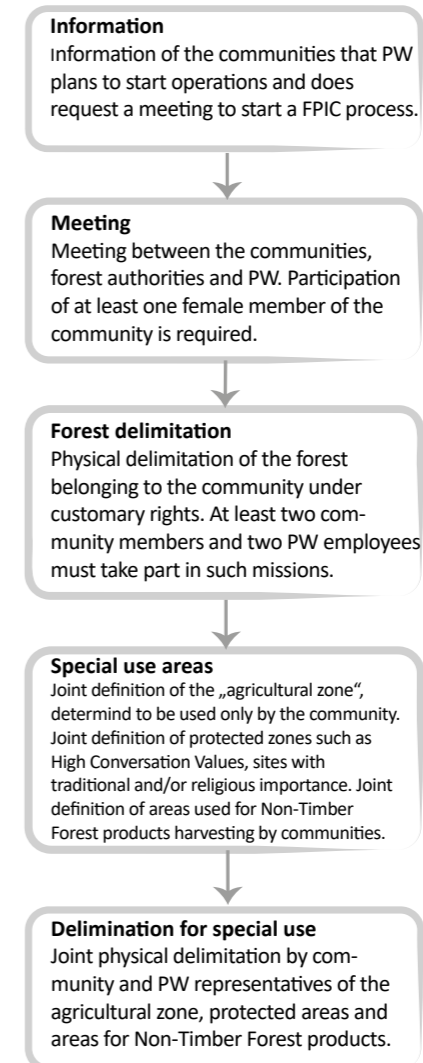 Information
Information of the communities that PW
plans to start operations and does
request a meeting to start a FPIC process.
Meeting
Meeting between the communities,
forest authorities and PW. Participation
of at least one female member of the
community is required.
Forest delimitation
Physical delimitation of the forest
belonging to the community under
customary rights. At least two com-
munity members and two PW employees
must take part in such missions.
Special use areas
Joint definition of the „agricultural zone“,
determind to be used only by the community.
Joint definition of protected zones such as
High Conversation Values, sites with
traditional and/or religious importance. Joint
definition of areas used for Non-Timber
Forest products harvesting by communities.
Delimination for special use
Joint physical delimitation by com-
munity and PW representatives of the
agricultural zone, protected areas and
areas for Non-Timber Forest products.